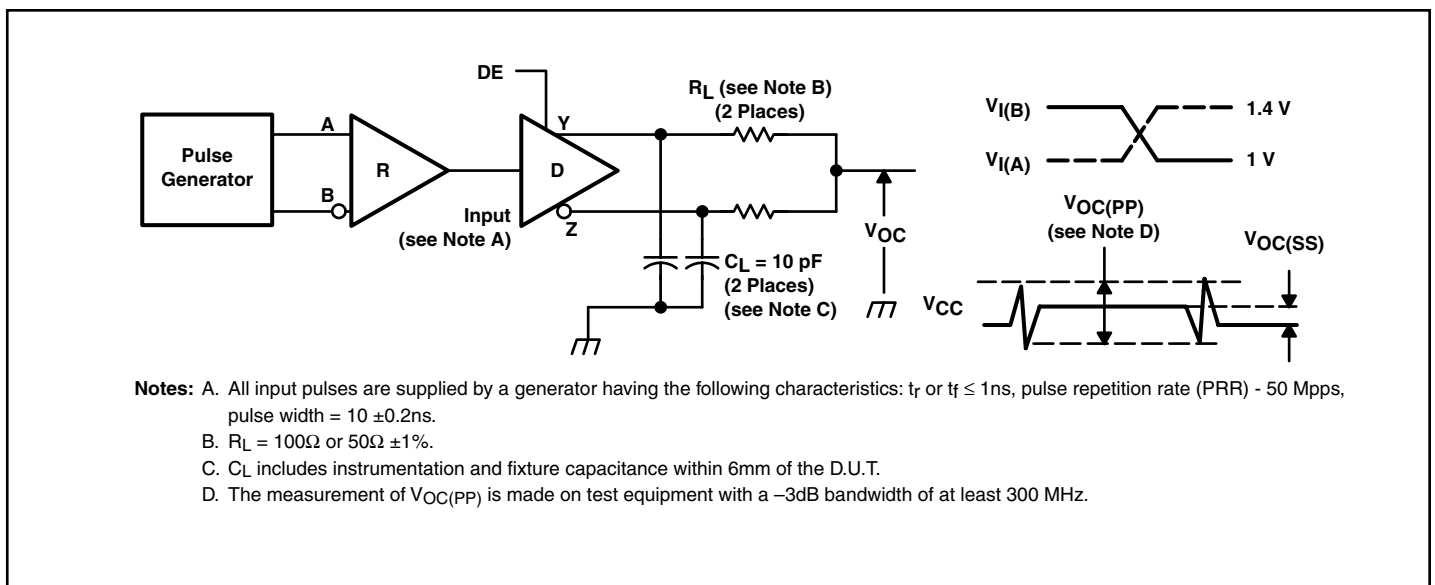 DE
RL (see Note B)
(2 Places)
Pulse
Generator
A
B
R
Input
(see Note A)
D
Y
Z
VOC
CL = 10 pF
(2 Places)
(see Note C)
VI(B)
1.4 V
VI(A)
1 V
VOC(PP)
(see Note D)
VOC(SS)
VCC
Notes: A. All input pulses are supplied by a generator having the following characteristics: tr or tf ≤ 1ns, pulse repetition rate (PRR) - 50 Mpps,
pulse width = 10 ±0.2ns.
B. RL = 100Ω or 50Ω ±1%.
C. CL includes instrumentation and fixture capacitance within 6mm of the D.U.T.
D. The measurement of VOC(PP) is made on test equipment with a –3dB bandwidth of at least 300 MHz.